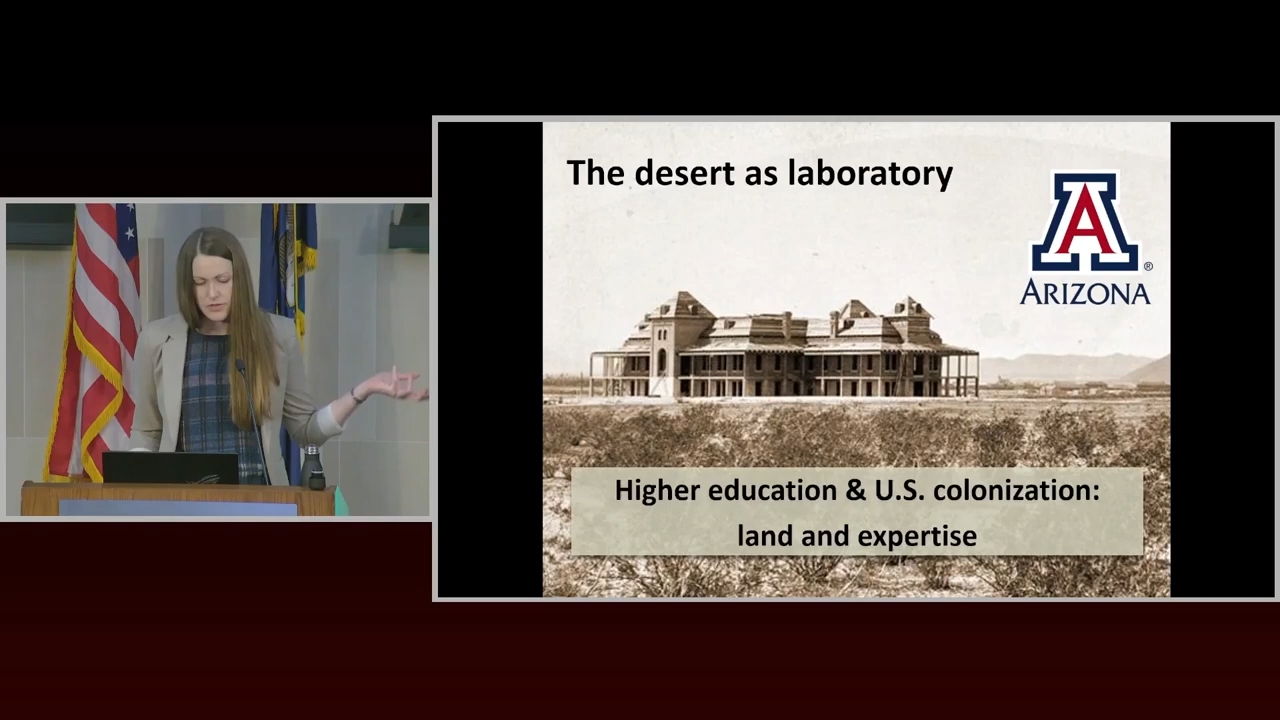 The desert as laboratory
A
®
ARIZONA
Higher education & U.S. colonization:
land and expertise